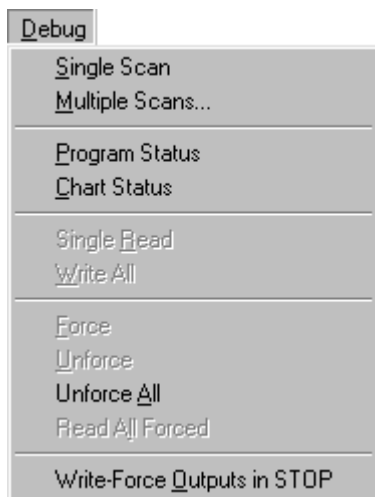 Debug
Single Scan
Multiple Scans...
Program Status
Chart Status
Single Read
Write All
Force
Unforce
Unforce All
Read All Forced
Write-Force Outputs in STOP